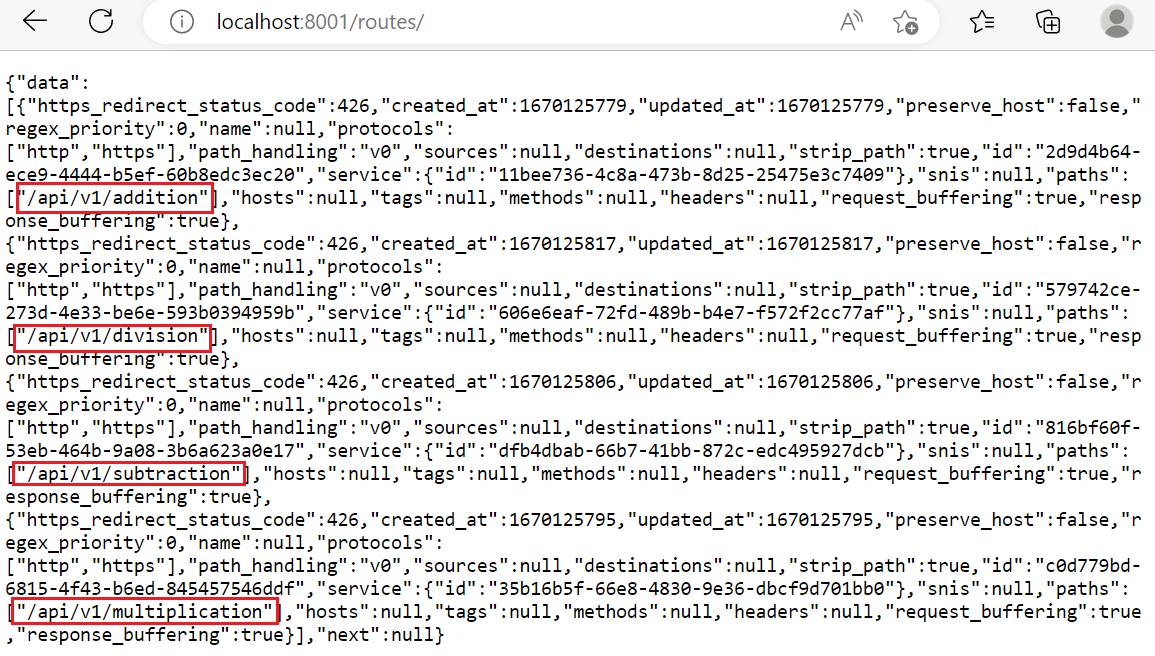 localhost:8001/routes/
{"data":
[{"https_redirect_status_code":426,"created_at":1670125779,"updated_at":1670125779,"preserve_host":false,"
regex_priority":0,"name":null,"protocols":
["http","https"],"path_handling":"v0","sources":null,"destinations":null,"strip_path":true,"id":"2d9d4b64-
ece9-4444-b5ef-60b8edc3ec20","service":{"id":"11bee736-4c8a-473b-8d25-25475e3c7409"},"snis":null,"paths":
["/api/v1/addition"],"hosts":null,"tags":null,"methods":null,"headers":null,"request_buffering":true,"resp
onse_buffering":true},
{"https_redirect_status_code":426,"created_at":1670125817,"updated_at":1670125817,"preserve_host":false,"r
egex_priority":0,"name":null,"protocols":
["http","https"],"path_handling":"v0","sources":null,"destinations":null,"strip_path":true,"id":"579742ce-
273d-4e33-be6e-593b0394959b","service":{"id":"606e6eaf-72fd-489b-b4e7-f572f2cc77af"},"snis":null,"paths":
["/api/v1/division"],"hosts":null,"tags":null,"methods":null,"headers":null,"request_buffering":true,"resp
onse_buffering":true},
{"https_redirect_status_code":426,"created_at":1670125806,"updated_at":1670125806,"preserve_host":false,"r
egex_priority":0,"name":null,"protocols":
["http","https"],"path_handling":"v0","sources":null,"destinations":null,"strip_path":true,"id":"816bf60f-
53eb-464b-9a08-3b6a623a0e17","service":{"id":"dfb4dbab-66b7-41bb-872c-edc495927dcb"},"snis":null,"paths":
["/api/v1/subtraction"],"hosts":null,"tags":null,"methods":null,"headers":null,"request_buffering":true,"r
esponse_buffering":true},
{"https_redirect_status_code":426,"created_at":1670125795,"updated_at":1670125795,"preserve_host":false,"r
egex_priority":0,"name":null,"protocols":
["http","https"],"path_handling":"v0","sources":null,"destinations":null,"strip_path":true,"id":"c0d779bd-
6815-4f43-b6ed-845457546ddf","service":{"id":"35b16b5f-66e8-4830-9e36-dbcf9d701bb0"},"snis":null,"paths":
["/api/v1/multiplication"],"hosts":null,"tags":null,"methods":null,"headers":null,"request_buffering":true
,"response_buffering":true}],"next":null}